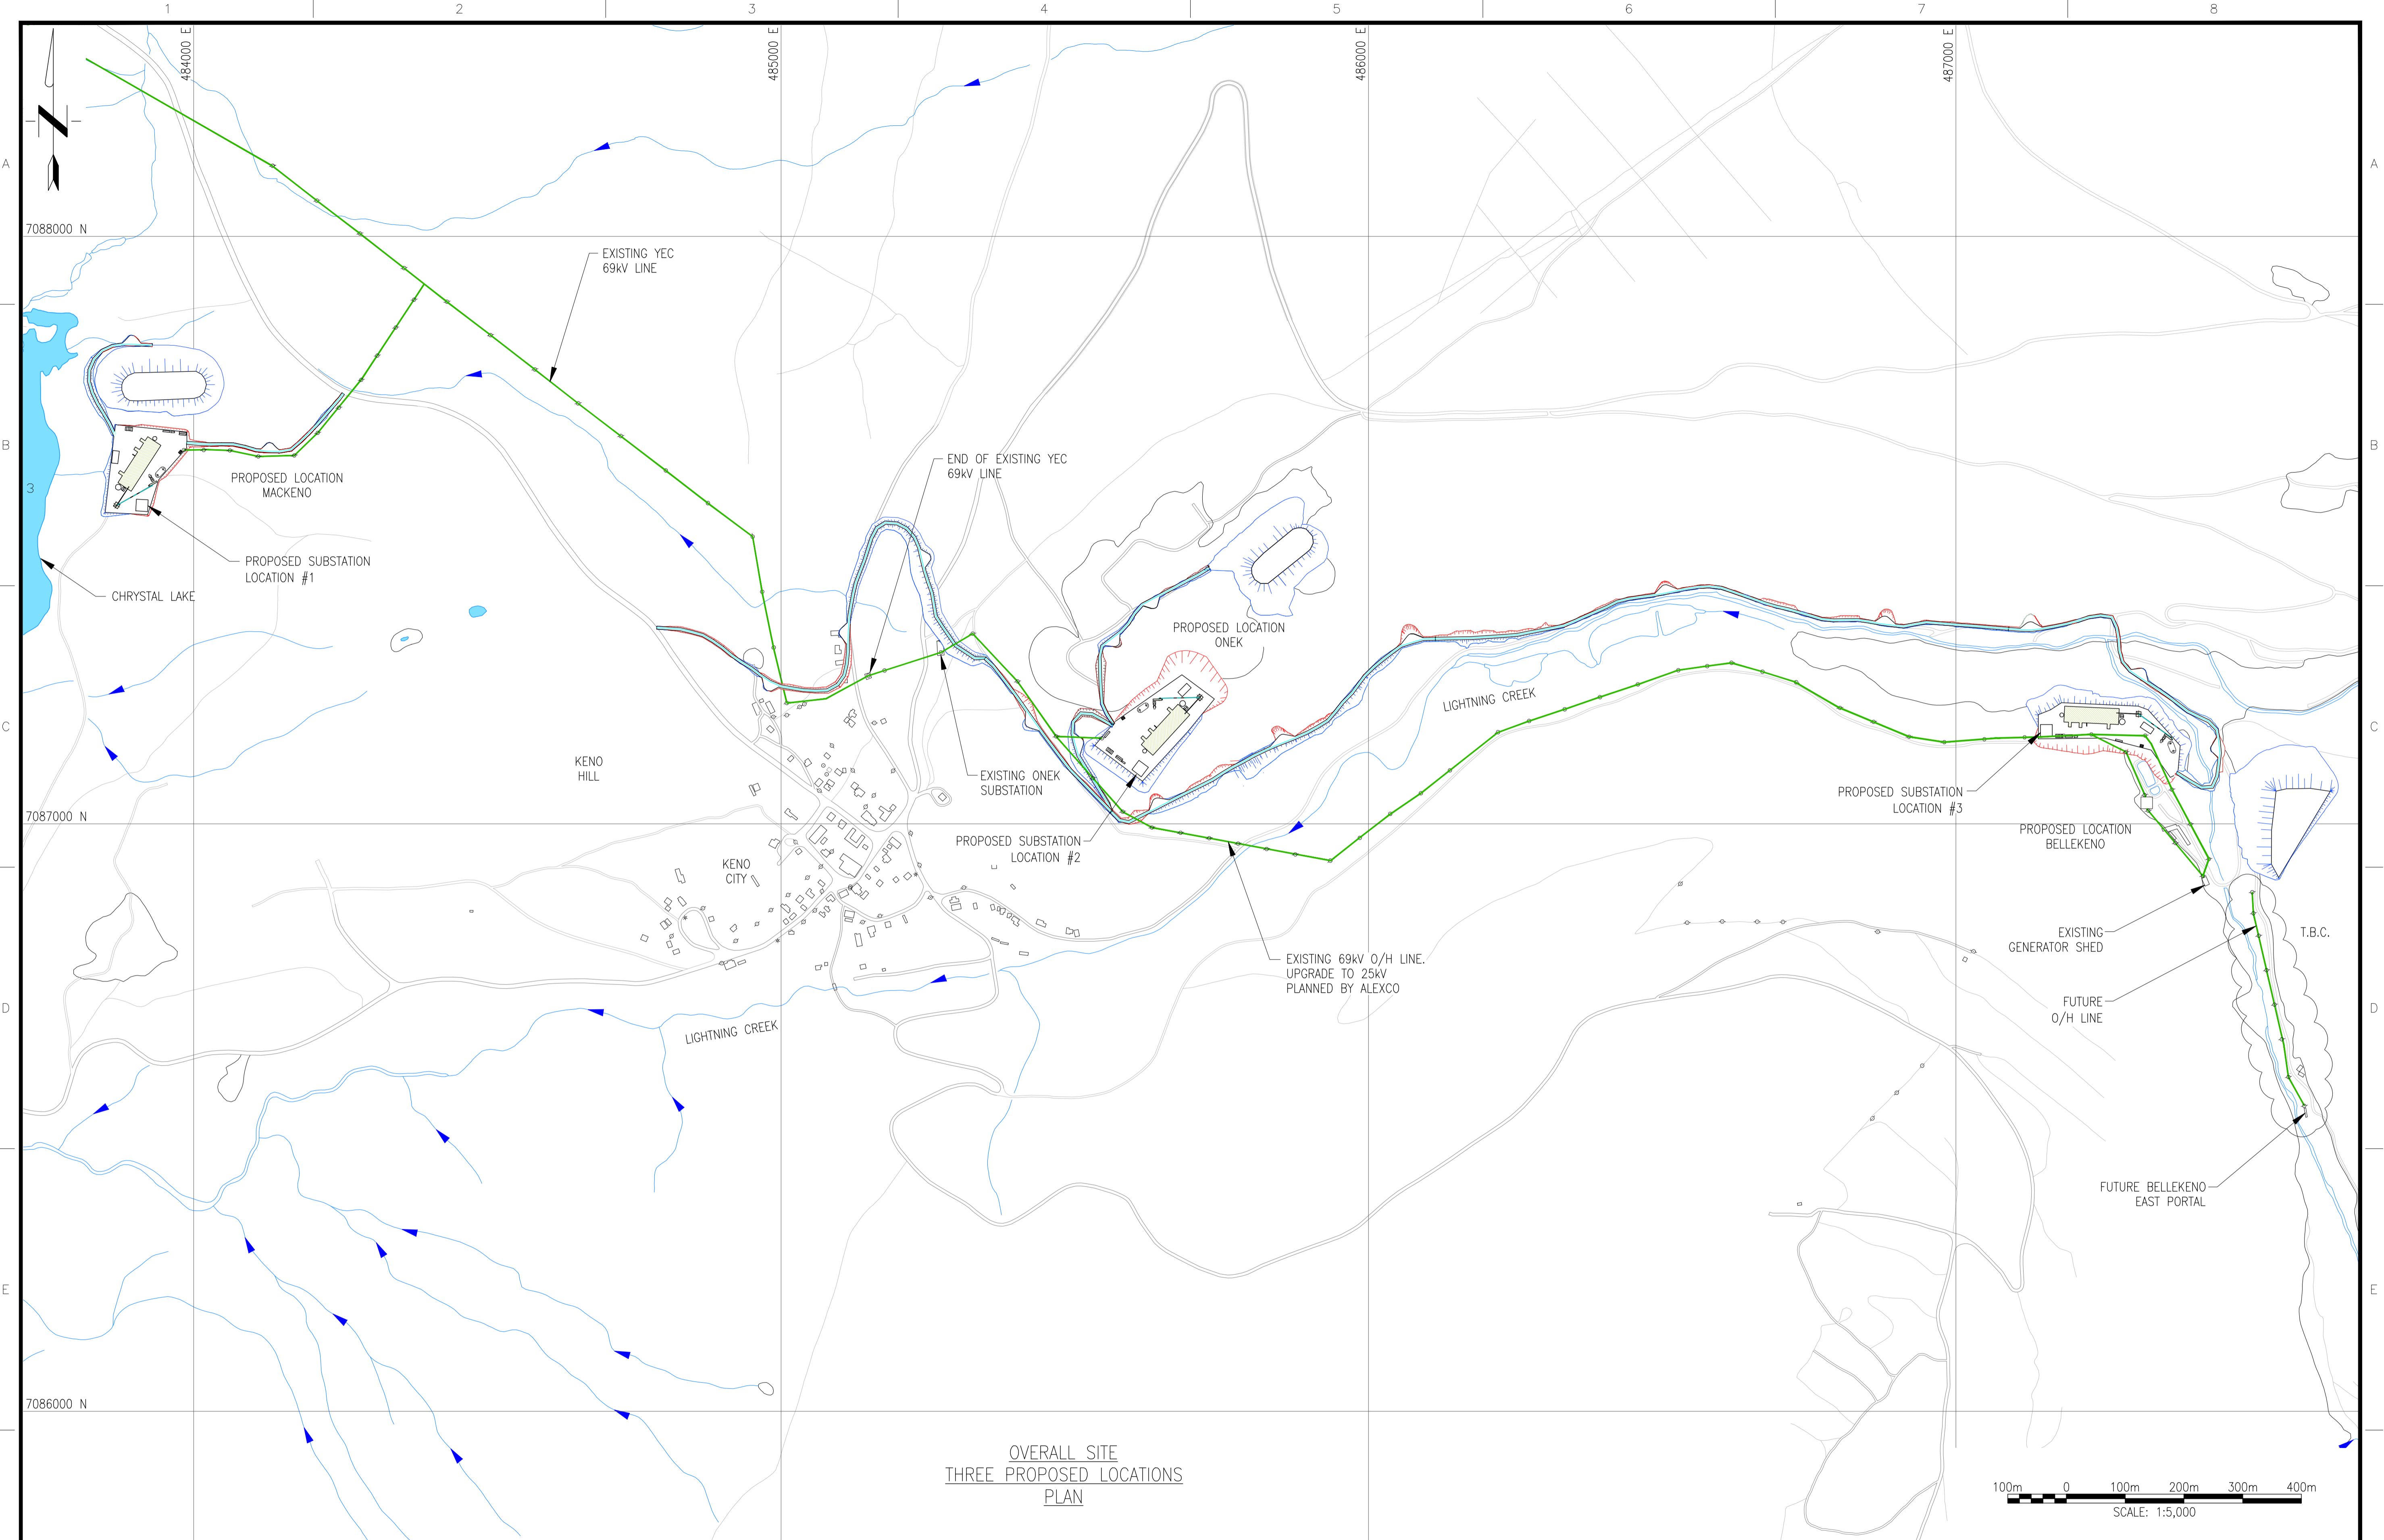 1 2 3 4 5 6 7 8
484000 E
485000 E
486000 E
487000 E
N
A
A
7088000 N
EXISTING YEC
69kV LINE
B
B
3
PROPOSED LOCATION
MACKENO
END OF EXISTING YEC
69kV LINE
PROPOSED SUBSTATION
LOCATION #1
CHRYSTAL LAKE
PROPOSED LOCATION
ONEK
LIGHTNING CREEK
C
C
KENO
HILL
EXISTING ONEK
SUBSTATION
PROPOSED SUBSTATION
LOCATION #3
7087000 N
PROPOSED SUBSTATION
LOCATION #2
PROPOSED LOCATION
BELLEKENO
KENO
CITY
EXISTING
GENERATOR SHED
T.B.C.
EXISTING 69kV O/H LINE.
UPGRADE TO 25kV
PLANNED BY ALEXCO
D
D
FUTURE
O/H LINE
LIGHTNING CREEK
FUTURE BELLEKENO
EAST PORTAL
E
E
7086000 N
OVERALL SITE
THREE PROPOSED LOCATIONS
PLAN
100m 0 100m 200m 300m 400m
SCALE: 1:5,000